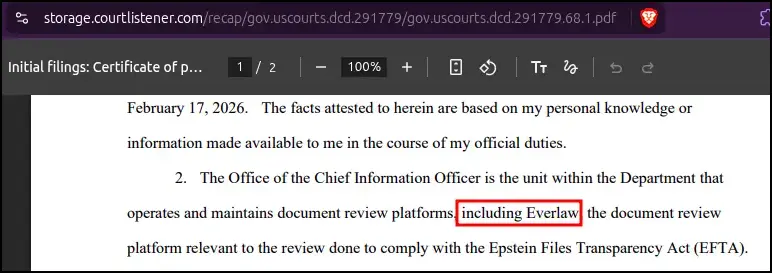 storage.courtlistener.com/recap/gov.uscourts.dcd.291779/gov.uscourts.dcd.291779.68.1.pdf
Initial filings: Certificate of p... 1 / 2 100% Tт
February 17, 2026. The facts attested to herein are based on my personal knowledge or
information made available to me in the course of my official duties.
2. The Office of the Chief Information Officer is the unit within the Department that
operates and maintains document review platforms, including Everlaw, the document review
platform relevant to the review done to comply with the Epstein Files Transparency Act (EFTA).